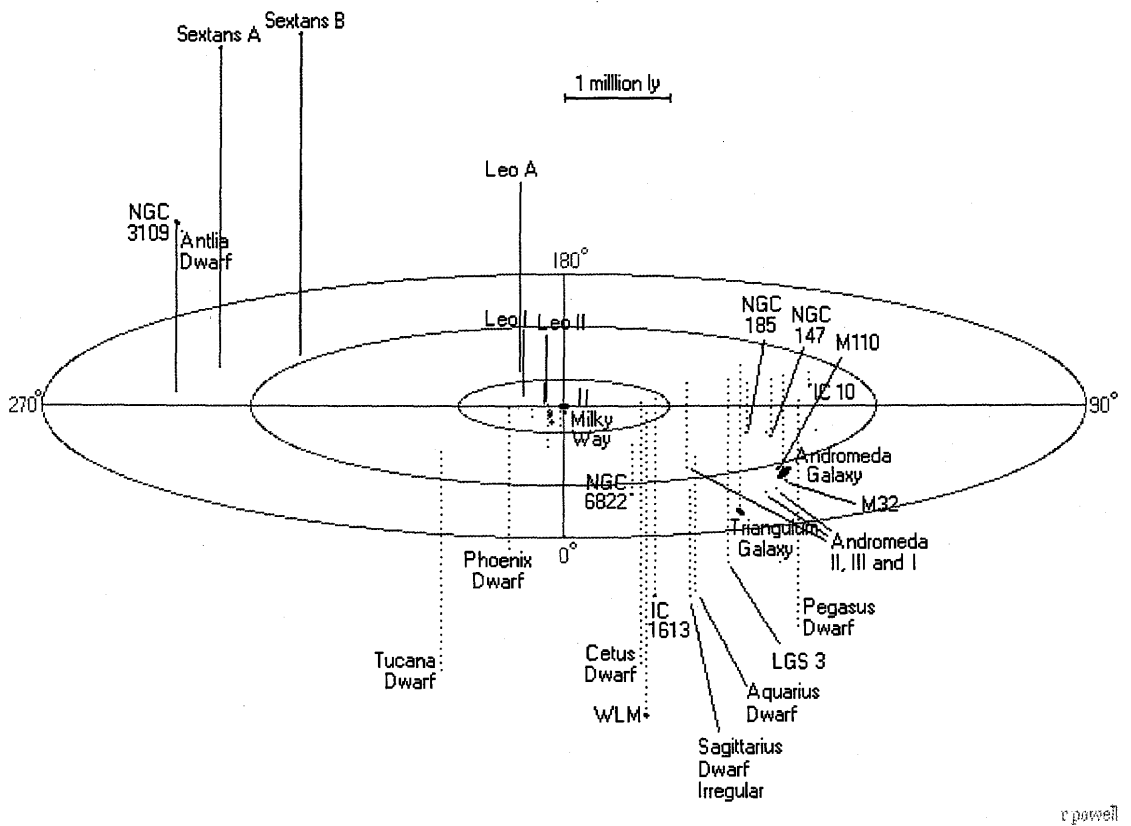 Sextans B
Sextans A
1 milllion ly
Leo A
NGC
3109
Antlia
Dwarf
180°
Leo I
Leo II
NGC
185
NGC
147
M110
IC 10
270°
90°
II
Milky
Way
Andromeda
Galaxy
NGC
6822
M32
Triangulum
Galaxy
Andromeda
II, III and I
0°
Phoenix
Dwarf
IC
1613
Pegasus
Dwarf
LGS 3
Tucana
Dwarf
Cetus
Dwarf
Aquarius
Dwarf
WLM
Sagittarius
Dwarf
Irregular
r powell